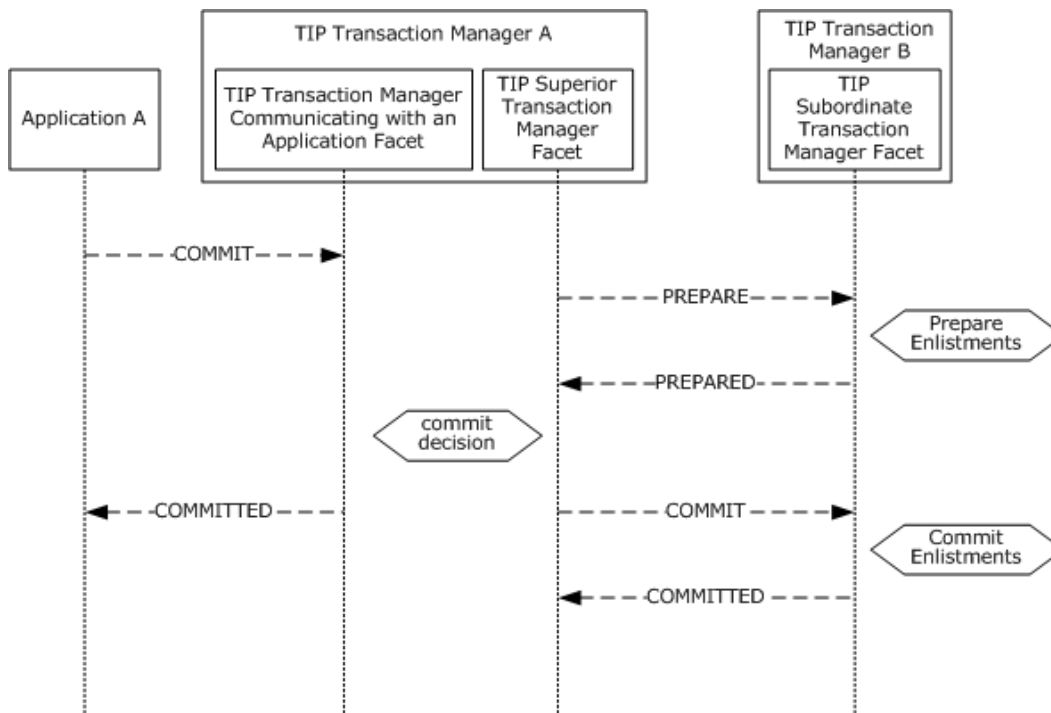 TIP Transaction Manager A
TIP Transaction
Manager B
Application A
TIP Transaction Manager
Communicating with an
Application Facet
TIP Superior
Transaction
Manager
Facet
TIP
Subordinate
Transaction
Manager Facet
COMMIT
PREPARE
Prepare
Enlistments
PREPARED
commit
decision
COMMITTED
COMMIT
Commit
Enlistments
COMMITTED